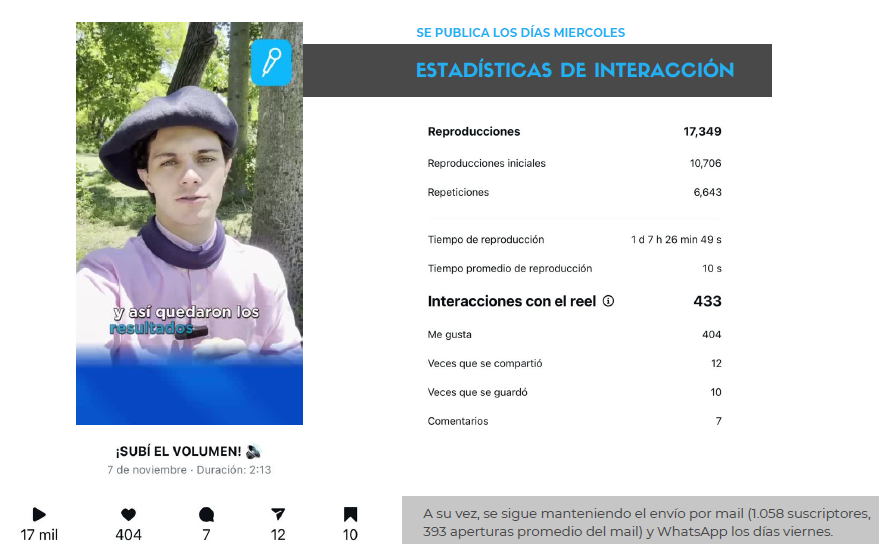 SE PUBLICA LOS DÍAS MIERCOLES
ESTADÍSTICAS DE INTERACCIÓN
y así quedaron los
resultados
¡SUBÍ EL VOLUMEN! 🔊
7 de noviembre · Duración: 2:13
17 mil 404 7 12 10
Reproducciones 17,349
Reproducciones iniciales 10,706
Repeticiones 6,643
Tiempo de reproducción 1 d 7 h 26 min 49 s
Tiempo promedio de reproducción 10 s
Interacciones con el reel 433
Me gusta 404
Veces que se compartió 12
Veces que se guardó 10
Comentarios 7
A su vez, se sigue manteniendo el envío por mail (1.058 suscriptores,
393 aperturas promedio del mail) y WhatsApp los días viernes.